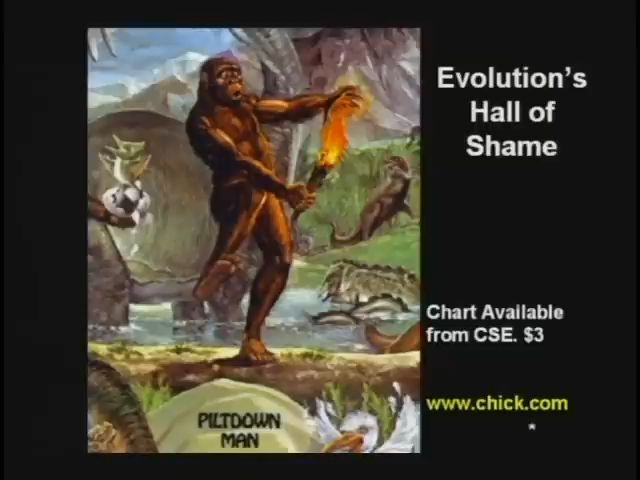 Evolution's
Hall of
Shame
Chart Available
from CSE. $3
www.chick.com
*
PILTDOWN
MAN